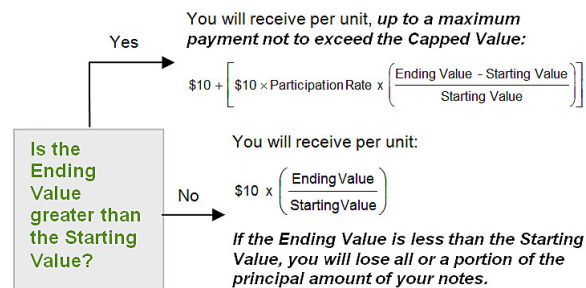 You will receive per unit, up to a maximum
Yes
payment not to exceed the Capped Value:
$10 + [ $10 × Participation Rate x ( Ending Value - Starting Value
Starting Value ) ]
Is the
Ending
Value
greater than
the Starting
Value?
You will receive per unit:
No
$10 x ( Ending Value
Starting Value )
If the Ending Value is less than the Starting
Value, you will lose all or a portion of the
principal amount of your notes.